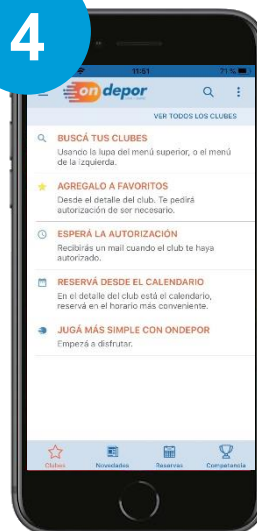 4
11:51
71 %
ondepor
VER TODOS LOS CLUBES
BUSCÁ TUS CLUBES
Usando la lupa del menú superior, o el menú
de la izquierda.
AGREGALO A FAVORITOS
Desde el detalle del club. Te pedirá
autorización de ser necesario.
ESPERÁ LA AUTORIZACIÓN
Recibirás un mail cuando el club te haya
autorizado.
RESERVÁ DESDE EL CALENDARIO
En el detalle del club está el calendario,
reservá en el horario más conveniente.
JUGÁ MÁS SIMPLE CON ONDEPOR
Empezá a disfrutar.
Clubes Novedades Reservas Competencia